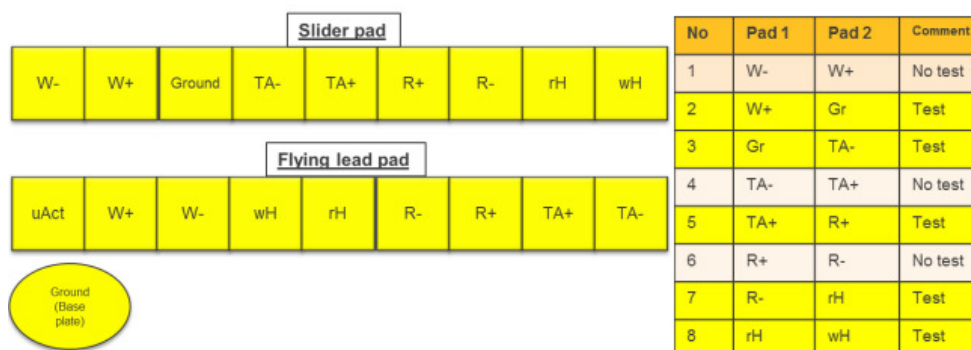 Slider pad
W- W+ Ground TA- TA+ R+ R- rH wH
Flying lead pad
uAct W+ W- wH rH R- R+ TA+ TA-
Ground
(Base
plate)
No Pad 1 Pad 2 Comment
1 W- W+ No test
2 W+ Gr Test
3 Gr TA- Test
4 TA- TA+ No test
5 TA+ R+ Test
6 R+ R- No test
7 R- rH Test
8 rH wH Test